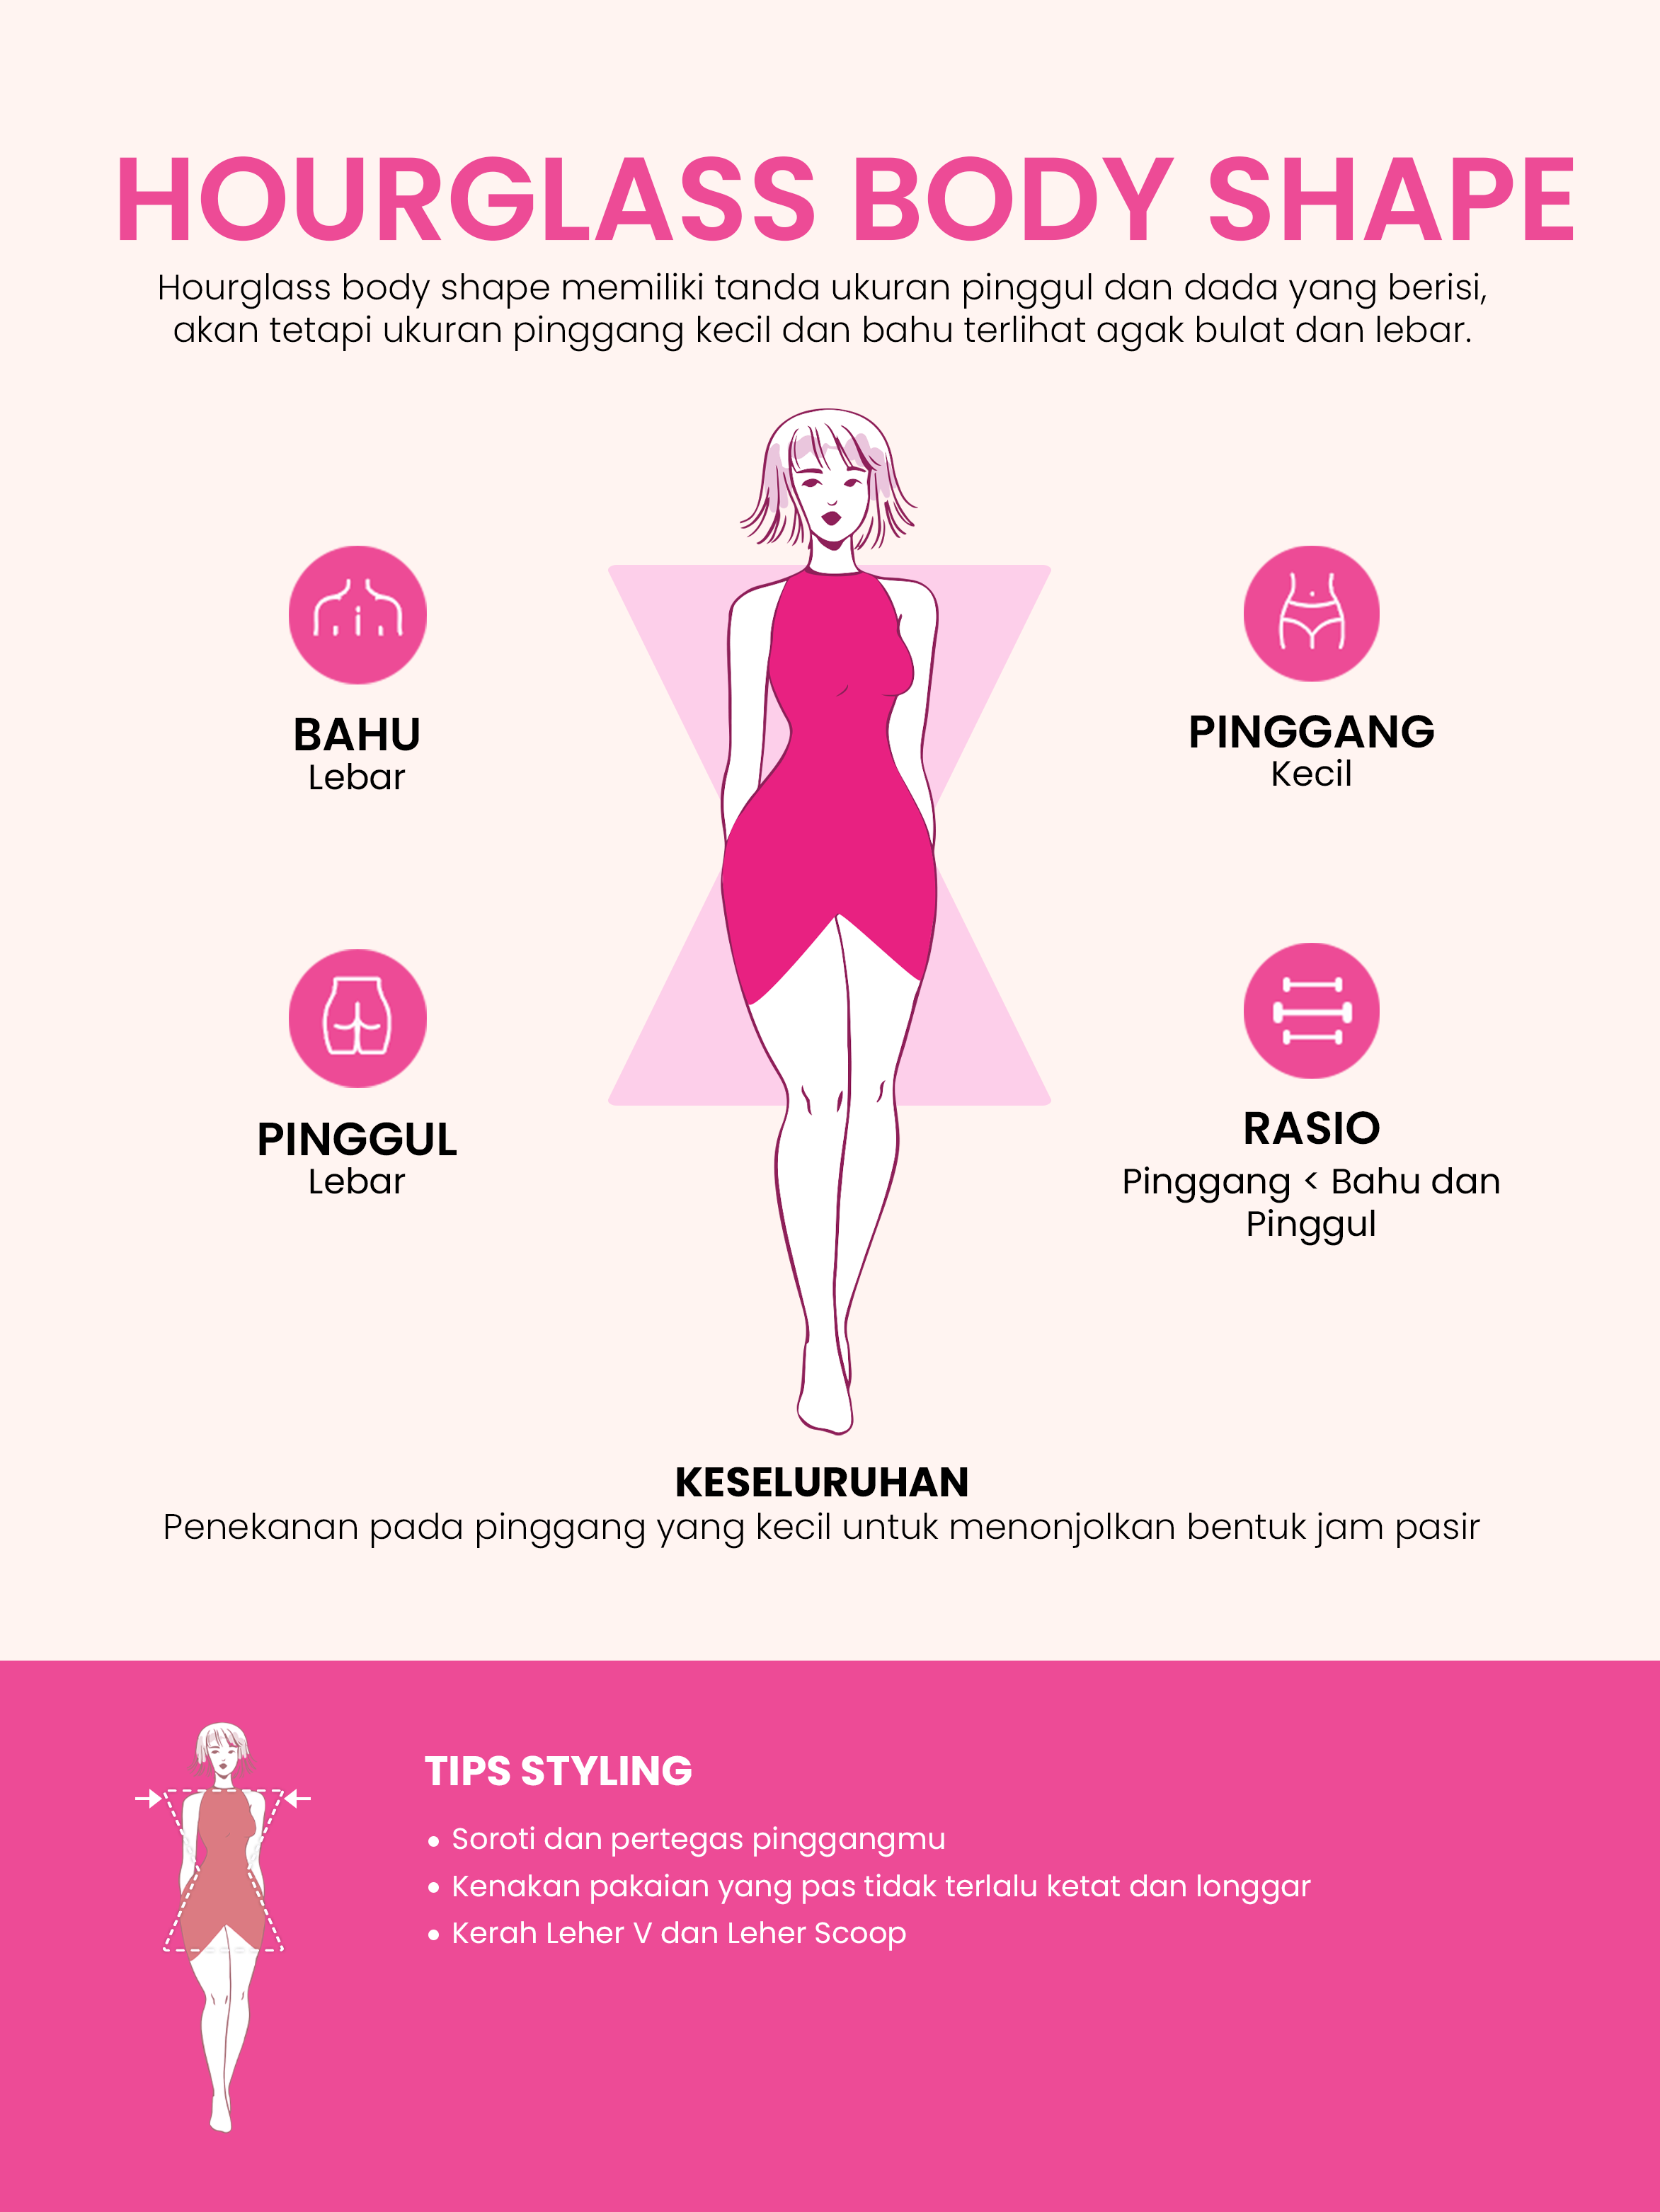 HOURGLASS BODY SHAPE
Hourglass body shape memiliki tanda ukuran pinggul dan dada yang berisi,
akan tetapi ukuran pinggang kecil dan bahu terlihat agak bulat dan lebar.
BAHU
Lebar
PINGGANG
Kecil
PINGGUL
Lebar
RASIO
Pinggang < Bahu dan
Pinggul
KESELURUHAN
Penekanan pada pinggang yang kecil untuk menonjolkan bentuk jam pasir
TIPS STYLING
• Soroti dan pertegas pinggangmu
• Kenakan pakaian yang pas tidak terlalu ketat dan longgar
• Kerah Leher V dan Leher Scoop